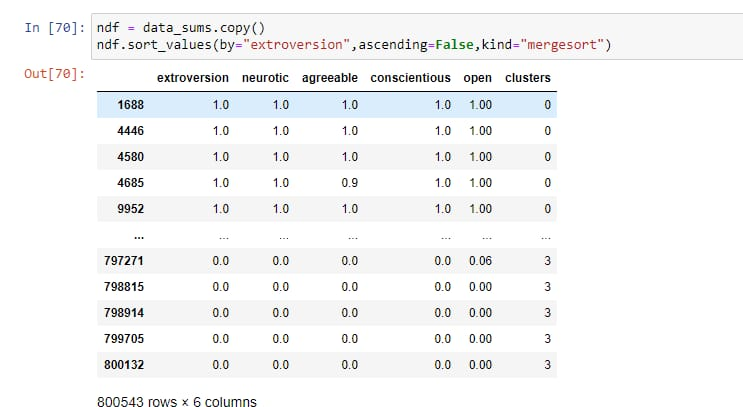 In [70]: ndf = data_sums.copy()
ndf.sort_values(by="extroversion",ascending=False,kind="mergesort")
Out[70]:
extroversion neurotic agreeable conscientious open clusters
1688 1.0 1.0 1.0 1.0 1.00 0
4446 1.0 1.0 1.0 1.0 1.00 0
4580 1.0 1.0 1.0 1.0 1.00 0
4685 1.0 1.0 0.9 1.0 1.00 0
9952 1.0 1.0 1.0 1.0 1.00 0
... ... ... ... ... ... ...
797271 0.0 0.0 0.0 0.0 0.06 3
798815 0.0 0.0 0.0 0.0 0.00 3
798914 0.0 0.0 0.0 0.0 0.00 3
799705 0.0 0.0 0.0 0.0 0.00 3
800132 0.0 0.0 0.0 0.0 0.00 3
800543 rows × 6 columns